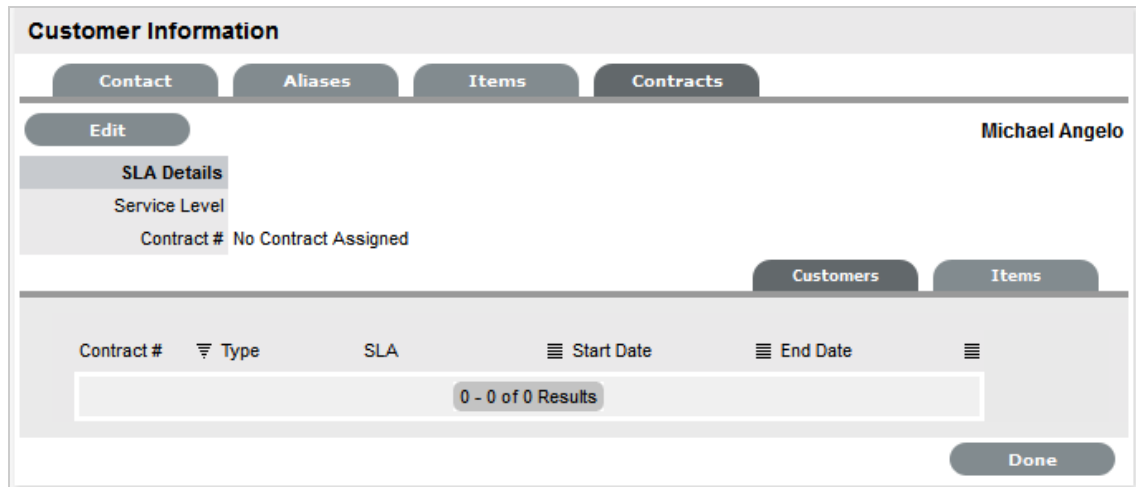 Customer Information
Contact Aliases Items Contracts
Edit Michael Angelo
SLA Details
Service Level
Contract # No Contract Assigned
Customers Items
Contract # Type SLA Start Date End Date
0 - 0 of 0 Results
Done